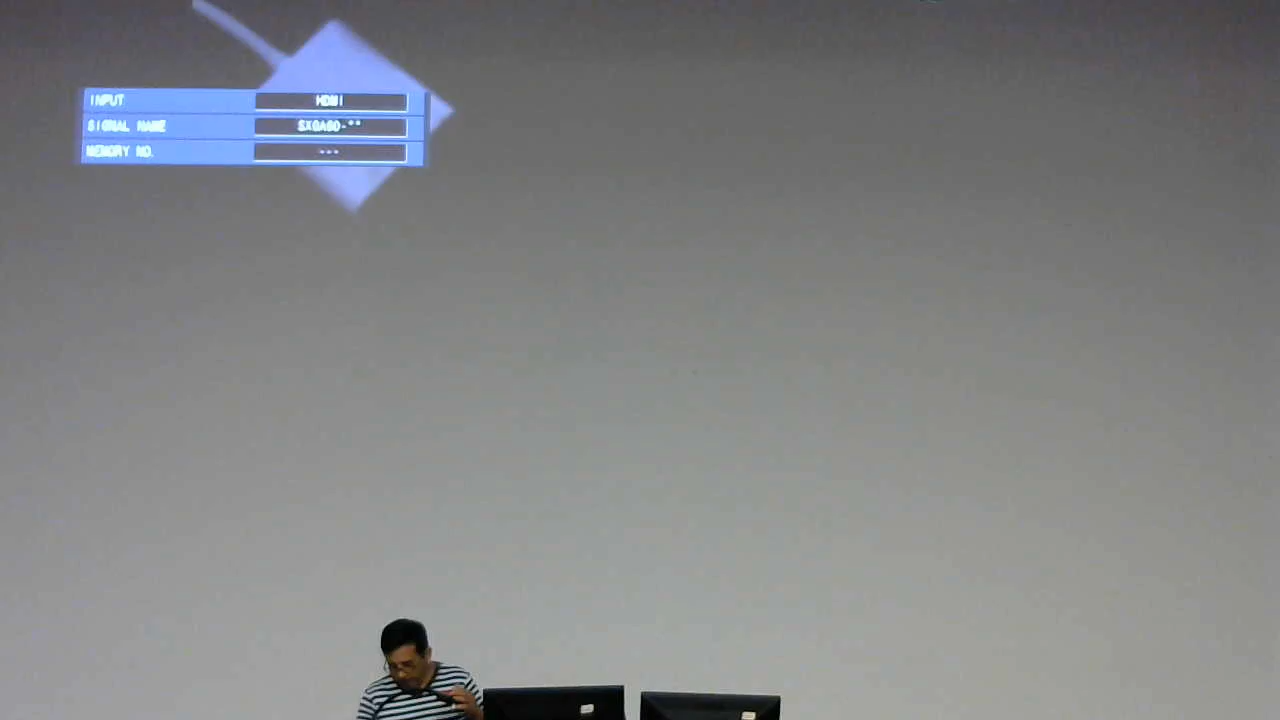 INPUT HDMI
SIGNAL NAME SXGA60-**
MEMORY NO. ---